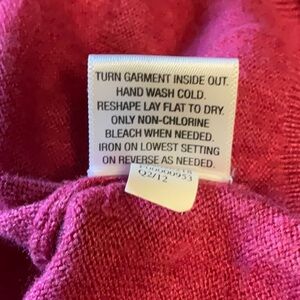 TURN GARMENT INSIDE OUT.
HAND WASH COLD.
RESHAPE LAY FLAT TO DRY.
ONLY NON-CHLORINE
BLEACH WHEN NEEDED.
IRON ON LOWEST SETTING
ON REVERSE AS NEEDED.
Q2/12